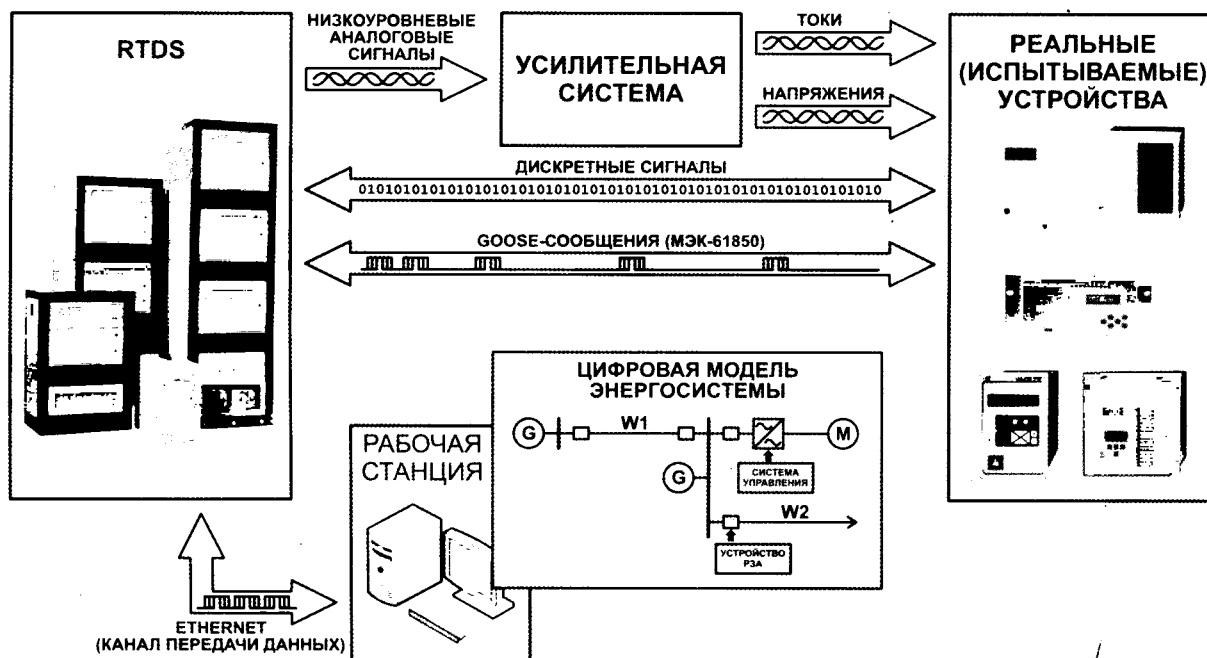 RTDS
НИЗКОУРОВНЕВЫЕ
АНАЛОГОВЫЕ
СИГНАЛЫ
УСИЛИТЕЛЬНАЯ
СИСТЕМА
ТОКИ
НАПРЯЖЕНИЯ
РЕАЛЬНЫЕ
(ИСПЫТЫВАЕМЫЕ)
УСТРОЙСТВА
ДИСКРЕТНЫЕ СИГНАЛЫ
01010101010101010101010101010101010101010101010101010101010101010
GOOSE-СООБЩЕНИЯ (МЭК-61850)
ЦИФРОВАЯ МОДЕЛЬ
ЭНЕРГОСИСТЕМЫ
G
W1
M
G
СИСТЕМА
УПРАВЛЕНИЯ
W2
УСТРОЙСТВО
РЗА
РАБОЧАЯ
СТАНЦИЯ
ETHERNET
(КАНАЛ ПЕРЕДАЧИ ДАННЫХ)